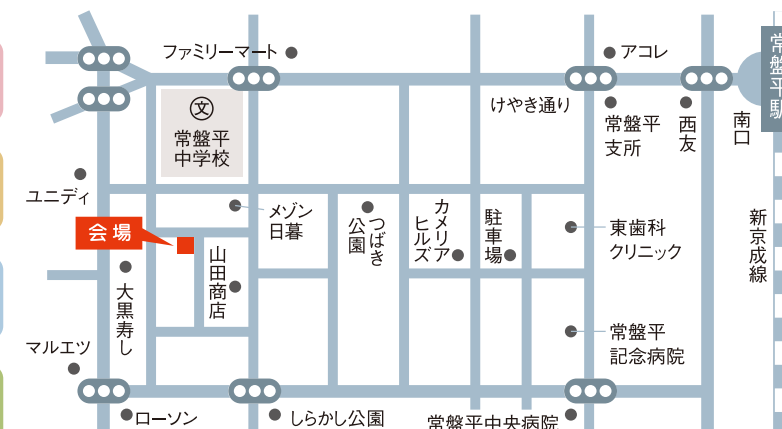 ファミリーマート
アコレ
常盤平駅
けやき通り
常盤平
支所
西友
南口
文
常盤平
中学校
ユニディ
メゾン
日暮
つばき
公園
カメリア
ヒルズ
駐車場
東歯科
クリニック
新京成線
会場
山田商店
大黒寿し
マルエツ
常盤平
記念病院
ローソン
しらかし公園
常盤平中央病院